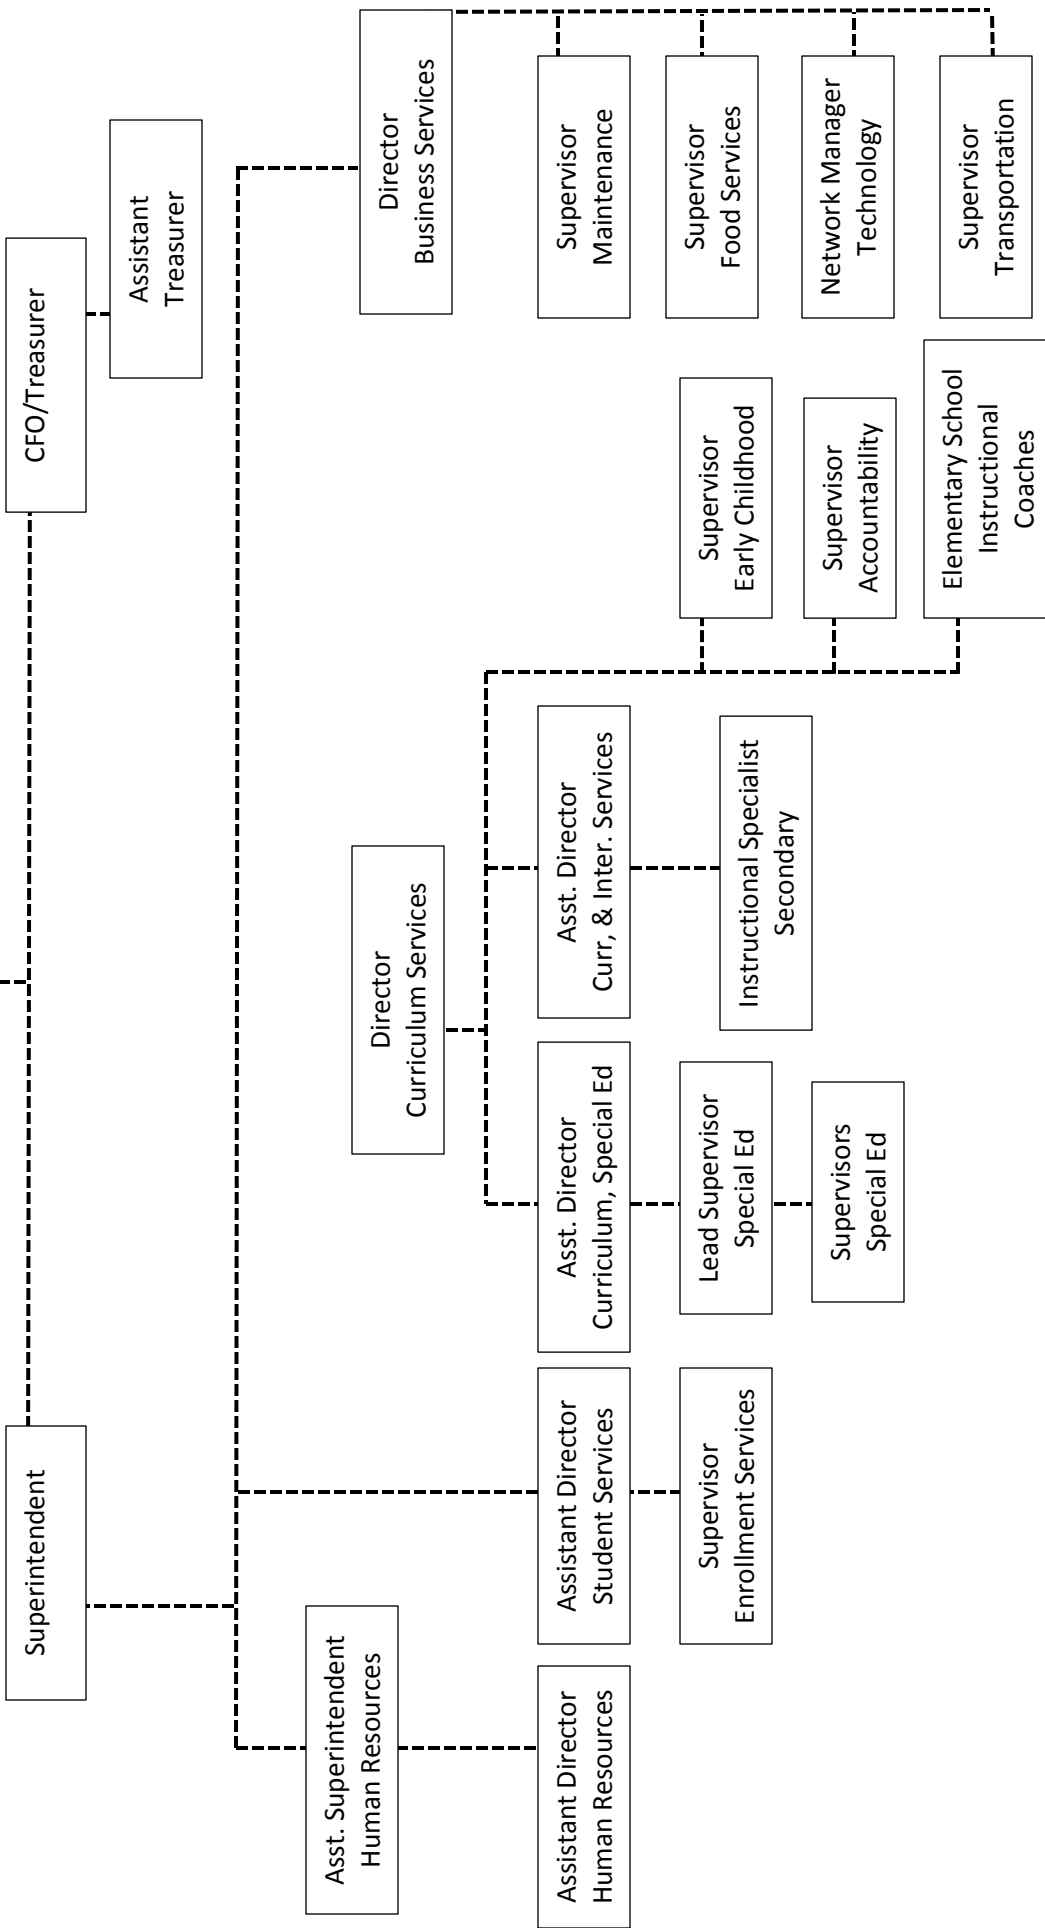 Superintendent
CFO/Treasurer
Assistant
Treasurer
Asst. Superintendent
Human Resources
Director
Curriculum Services
Director
Business Services
Assistant Director
Human Resources
Assistant Director
Student Services
Supervisor
Enrollment Services
Asst. Director
Curriculum, Special Ed
Lead Supervisor
Special Ed
Supervisors
Special Ed
Asst. Director
Curr, & Inter. Services
Instructional Specialist
Secondary
Supervisor
Early Childhood
Supervisor
Accountability
Elementary School
Instructional
Coaches
Supervisor
Maintenance
Supervisor
Food Services
Network Manager
Technology
Supervisor
Transportation